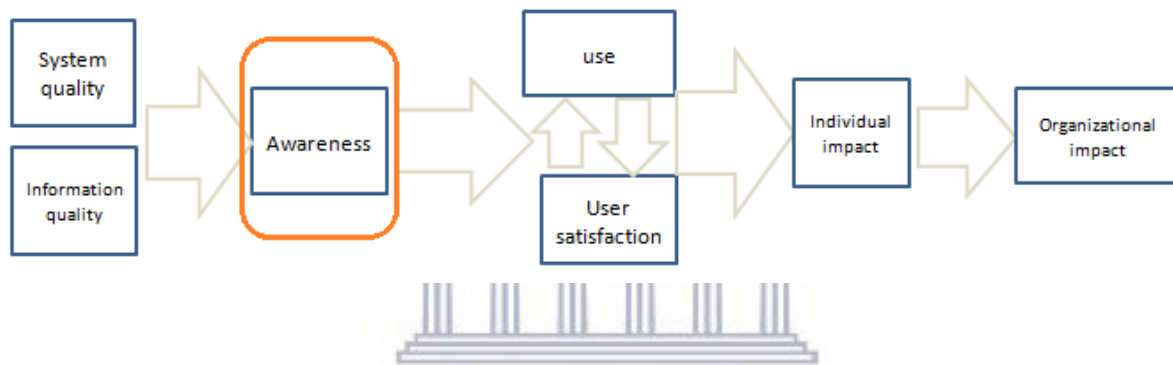 System
quality
Information
quality
Awareness
use
User
satisfaction
Individual
impact
Organizational
impact